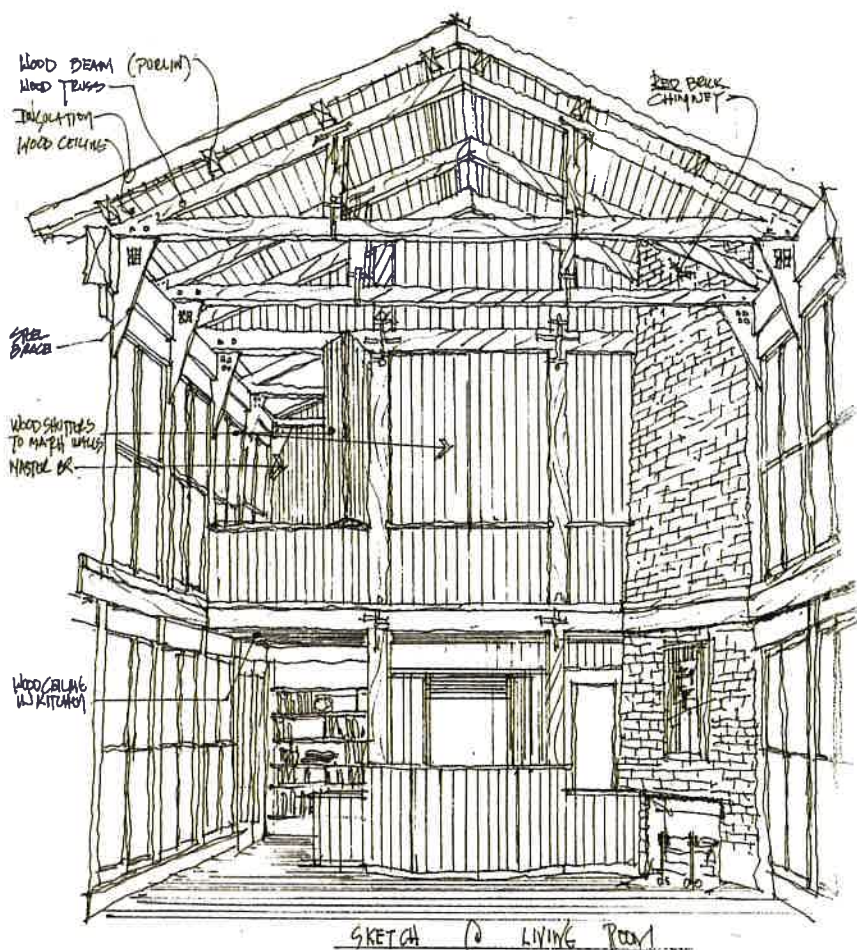 WOOD BEAM (PURLIN)
WOOD TRUSS
INSULATION
WOOD CEILING
RED BRICK
CHIMNEY
STEEL
BRACE
WOOD SHUTTERS
TO MATCH WALLS
MASTER BR.
WOOD CEILING
IN KITCHEN
SKETCH @ LIVING ROOM